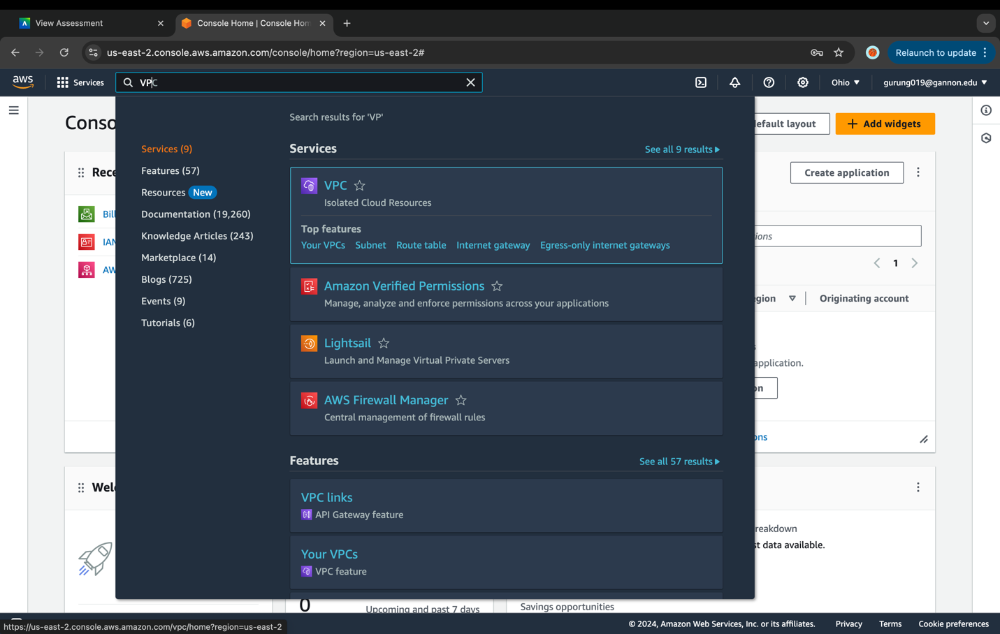 View Assessment
Console Home | Console Hom
us-east-2.console.aws.amazon.com/console/home?region=us-east-2#
Relaunch to update
aws
Services
VPC
Ohio
gurung019@gannon.edu
Search results for 'VP'
Conso
efault layout
Add widgets
Services (9)
Features (57)
Resources New
Documentation (19,260)
Knowledge Articles (243)
Marketplace (14)
Blogs (725)
Events (9)
Tutorials (6)
Services
See all 9 results
VPC
Isolated Cloud Resources
Top features
Your VPCs Subnet Route table Internet gateway Egress-only internet gateways
Amazon Verified Permissions
Manage, analyze and enforce permissions across your applications
Lightsail
Launch and Manage Virtual Private Servers
AWS Firewall Manager
Central management of firewall rules
Features
See all 57 results
VPC links
API Gateway feature
Your VPCs
VPC feature
Rece
Bill
IAM
AW
Create application
ions
1
egion
Originating account
s
application.
on
ons
Welc
reakdown
st data available.
0
Upcoming and past 7 days
Savings opportunities
https://us-east-2.console.aws.amazon.com/vpc/home?region=us-east-2
© 2024, Amazon Web Services, Inc. or its affiliates.
Privacy
Terms
Cookie preferences